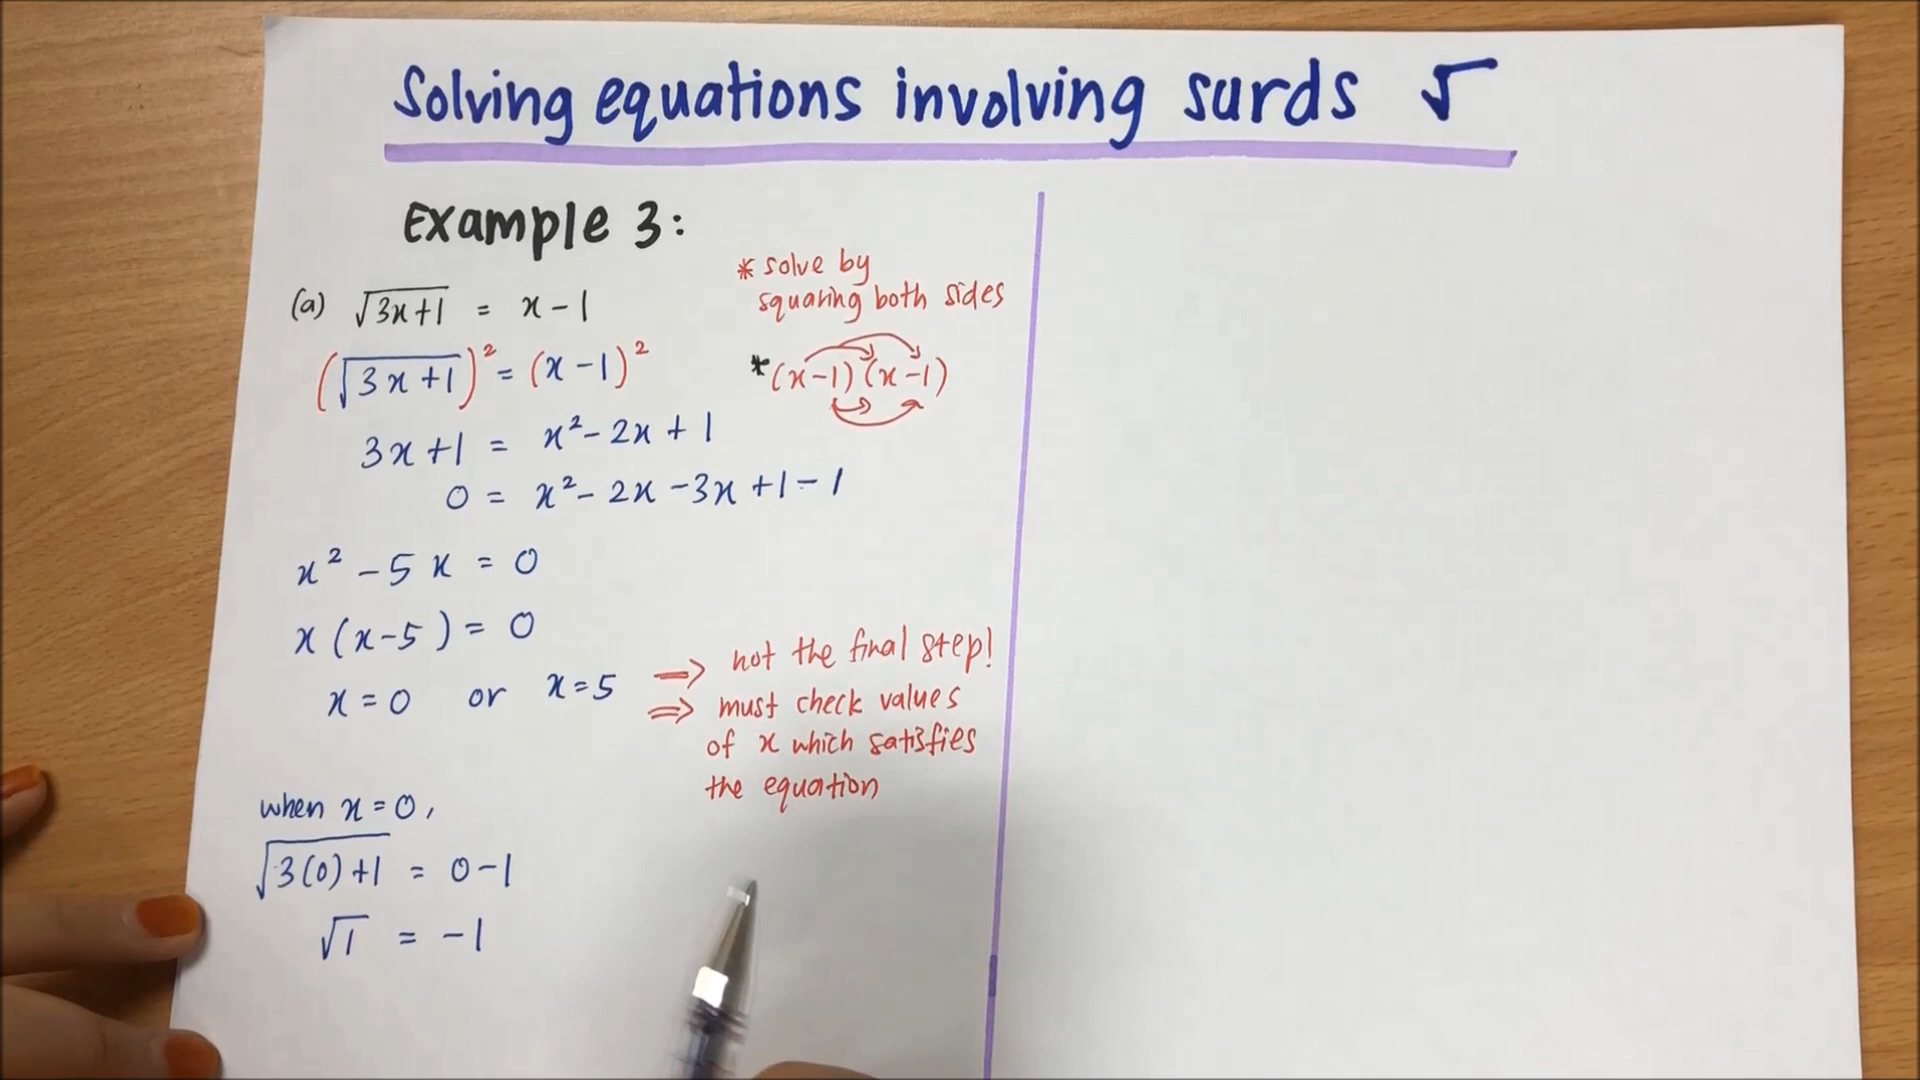 Solving equations involving surds √
Example 3:
(a) √3x+1 = x-1
* solve by
squaring both sides
(√3x+1)² = (x-1)²
*(x-1)(x-1)
3x+1 = x²-2x+1
0 = x²-2x-3x+1-1
x²-5x = 0
x(x-5) = 0
x=0 or x=5
⇒ not the final step!
⇒ must check values
of x which satisfies
the equation
when x=0,
√3(0)+1 = 0-1
√1 = -1